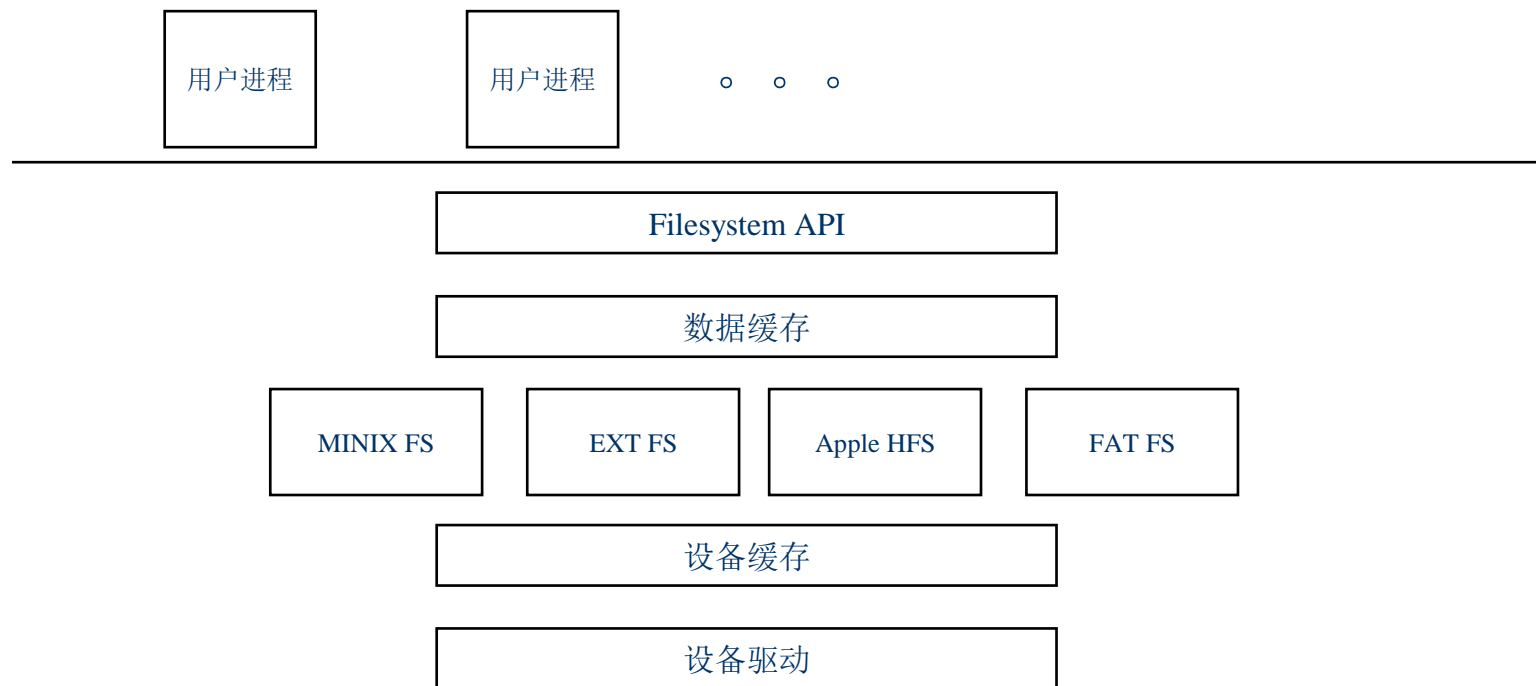 用户进程 用户进程 。。。
Filesystem API
数据缓存
MINIX FS EXT FS Apple HFS FAT FS
设备缓存
设备驱动